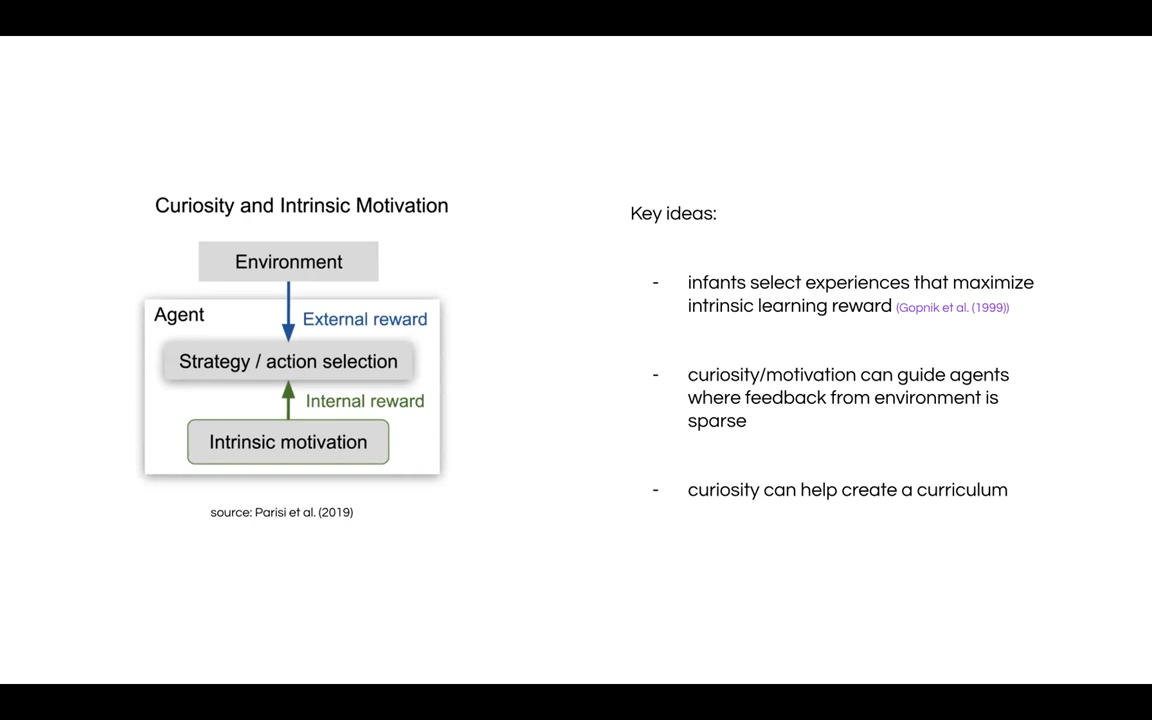 Curiosity and Intrinsic Motivation
Environment
Agent
External reward
Strategy / action selection
Internal reward
Intrinsic motivation
source: Parisi et al. (2019)
Key ideas:
- infants select experiences that maximize
intrinsic learning reward (Gopnik et al. (1999))
- curiosity/motivation can guide agents
where feedback from environment is
sparse
- curiosity can help create a curriculum